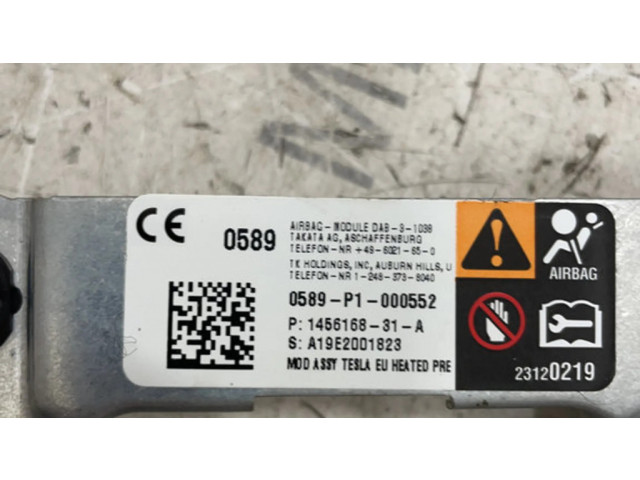 CE 0589
AIRBAG-MODULE DAB-3-1038
TAKATA AG, ASCHAFFENBURG
TELEFON-NR +49-6021-65-0
TK HOLDINGS, INC, AUBURN HILLS, U
TELEFON-NR 1-248-373-8040
0589-P1-000552
P: 1456168-31-A
S: A19E2001823
MOD ASSY TESLA EU HEATED PRE
AIRBAG
23120219